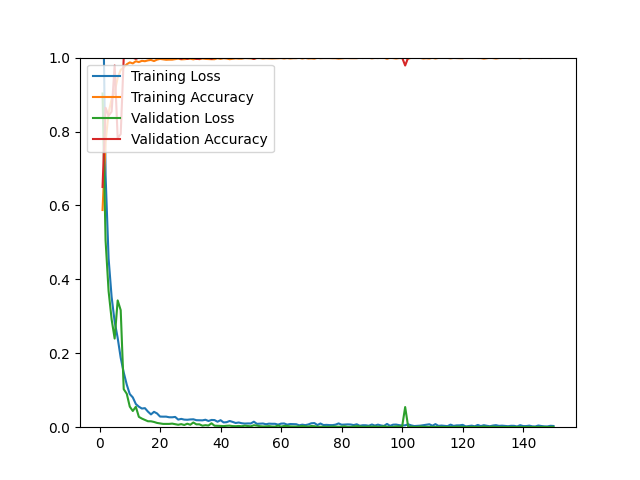 1.0
0.8
0.6
0.4
0.2
0.0
Training Loss
Training Accuracy
Validation Loss
Validation Accuracy
0 20 40 60 80 100 120 140